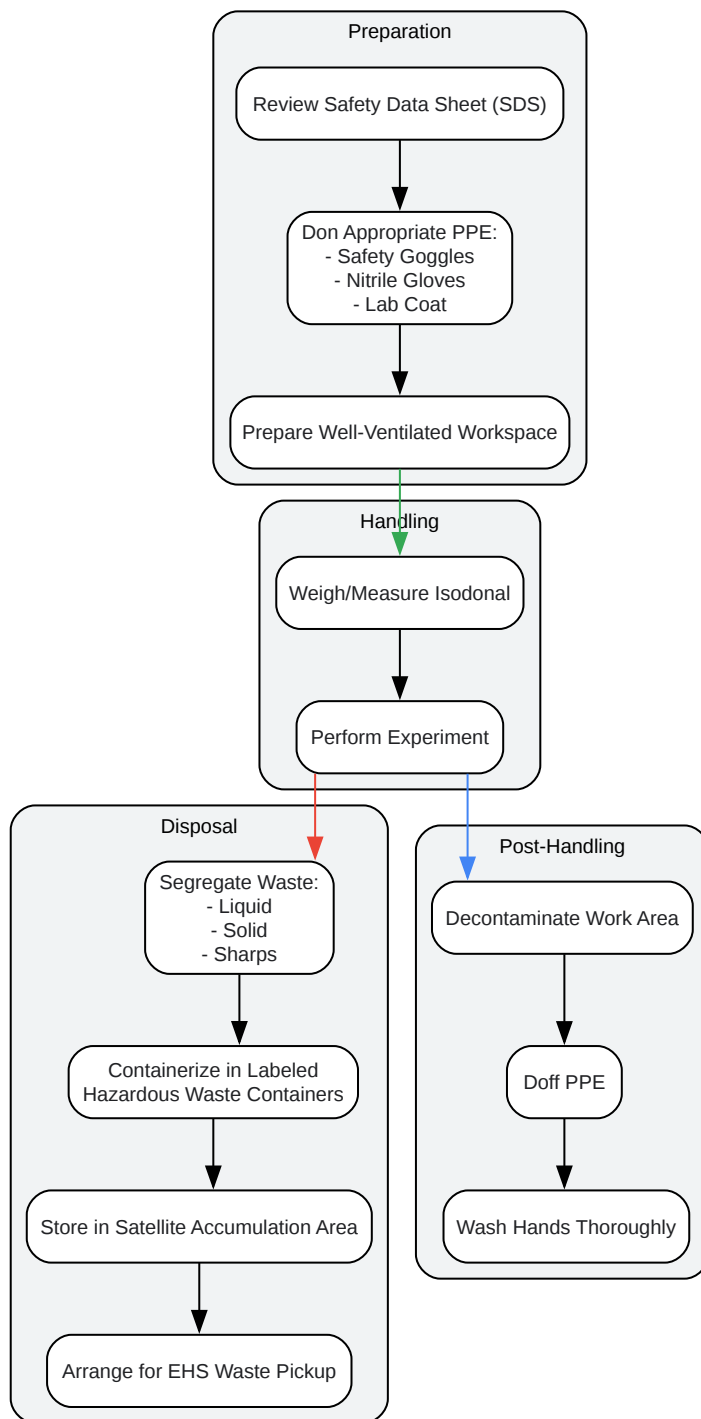 Preparation
Review Safety Data Sheet (SDS)
Don Appropriate PPE:
- Safety Goggles
- Nitrile Gloves
- Lab Coat
Prepare Well-Ventilated Workspace
Handling
Weigh/Measure Isodonal
Perform Experiment
Disposal
Segregate Waste:
- Liquid
- Solid
- Sharps
Containerize in Labeled
Hazardous Waste Containers
Store in Satellite Accumulation Area
Arrange for EHS Waste Pickup
Post-Handling
Decontaminate Work Area
Doff PPE
Wash Hands Thoroughly